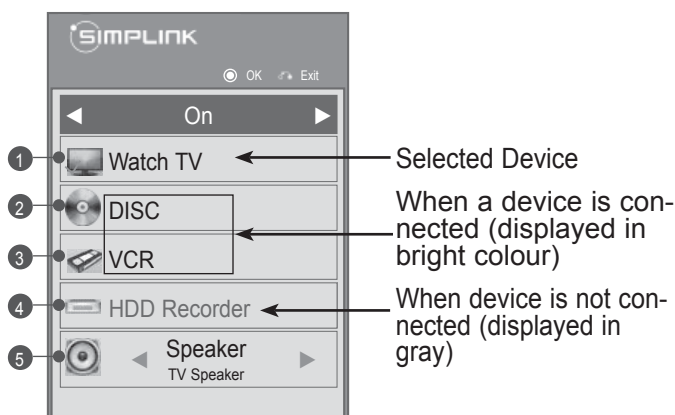 SIMPLINK
OK Exit
On
1 Watch TV
Selected Device
2 DISC
3 VCR
When a device is con-
nected (displayed in
bright colour)
4 HDD Recorder
When device is not con-
nected (displayed in
gray)
5 Speaker
TV Speaker